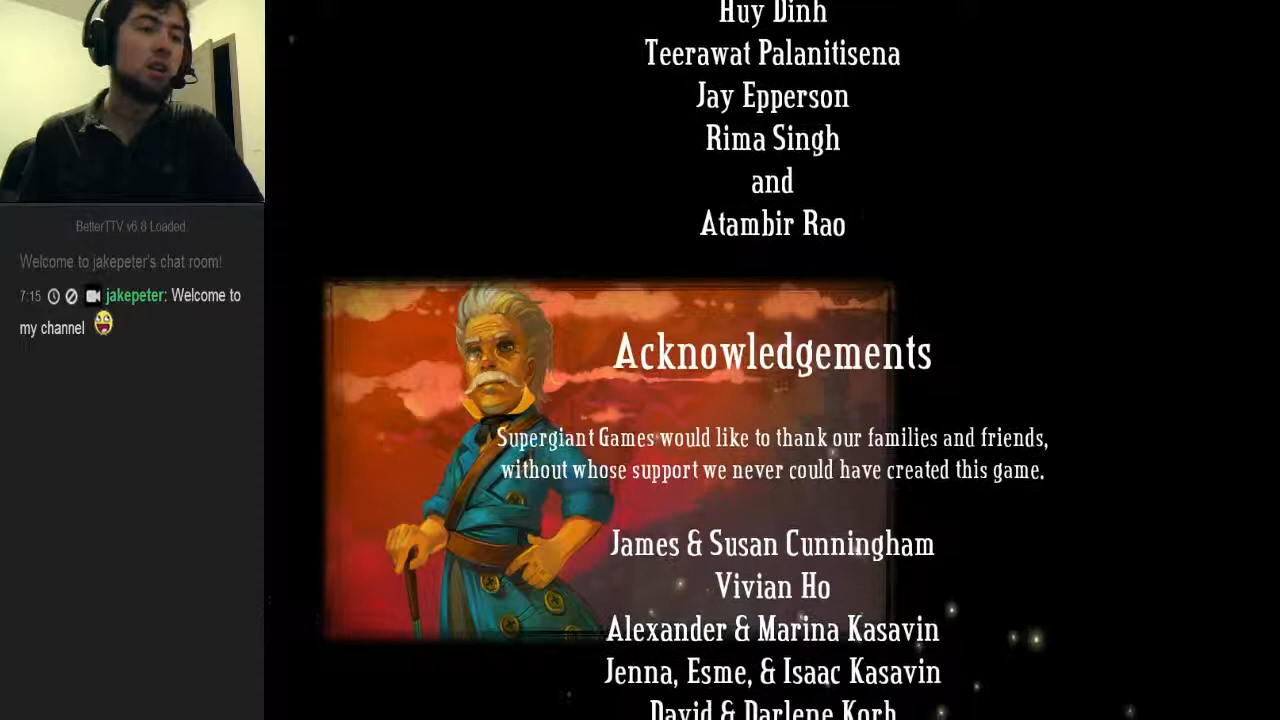 BetterTTV v6.8 Loaded.
Welcome to jakepeter's chat room!
7:15 jakepeter: Welcome to
my channel
Huy Dinh
Teerawat Palanitisena
Jay Epperson
Rima Singh
and
Atambir Rao
Acknowledgements
Supergiant Games would like to thank our families and friends,
without whose support we never could have created this game.
James & Susan Cunningham
Vivian Ho
Alexander & Marina Kasavin
Jenna, Esme, & Isaac Kasavin
David & Darlene Korb